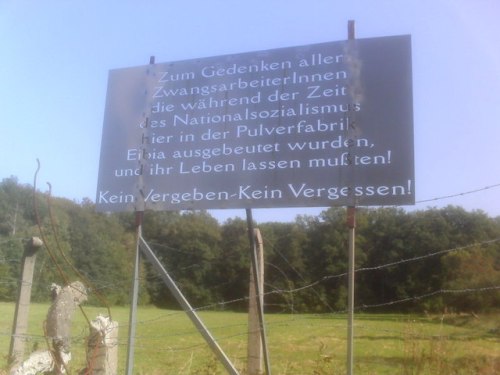 Zum Gedenken aller
ZwangsarbeiterInnen
die während der Zeit
des Nationalsozialismus
hier in der Pulverfabrik
Eibia ausgebeutet wurden,
und ihr Leben lassen mußten!
Kein Vergeben-Kein Vergessen!